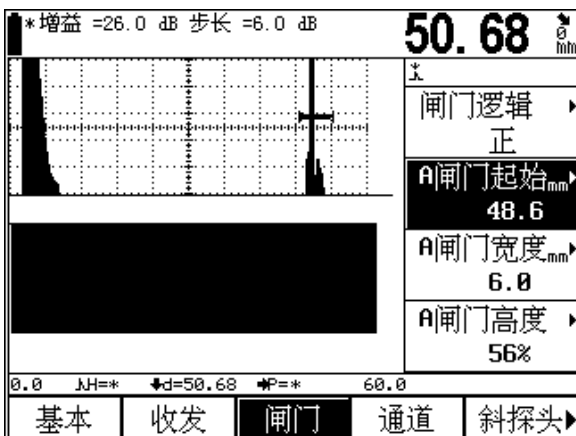 *增益 =26.0 dB 步长 =6.0 dB
50.68 mm
闸门逻辑
正
A闸门起始mm
48.6
A闸门宽度mm
6.0
A闸门高度
56%
0.0 H=* d=50.68 P=* 60.0
基本 收发 闸门 通道 斜探头